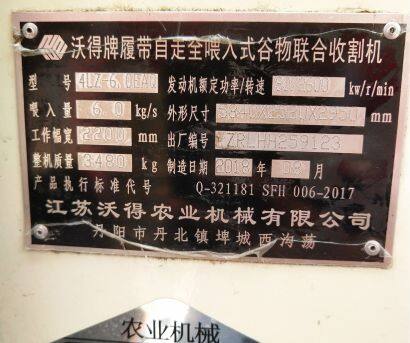 沃得牌履带自走全喂入式谷物联合收割机
型 号 4LZ-6.0EAQ 发动机额定功率/转速 kw/r/min
喂入量 6.0 kg/s 外形尺寸 mm
工作幅宽 2200 mm 出厂编号
整机质量 3480 kg 制造日期 2018 年 09 月
产品执行标准代号 Q-321181 SFH 006-2017
江苏沃得农业机械有限公司
丹阳市丹北镇埤城西沟荡
农业机械